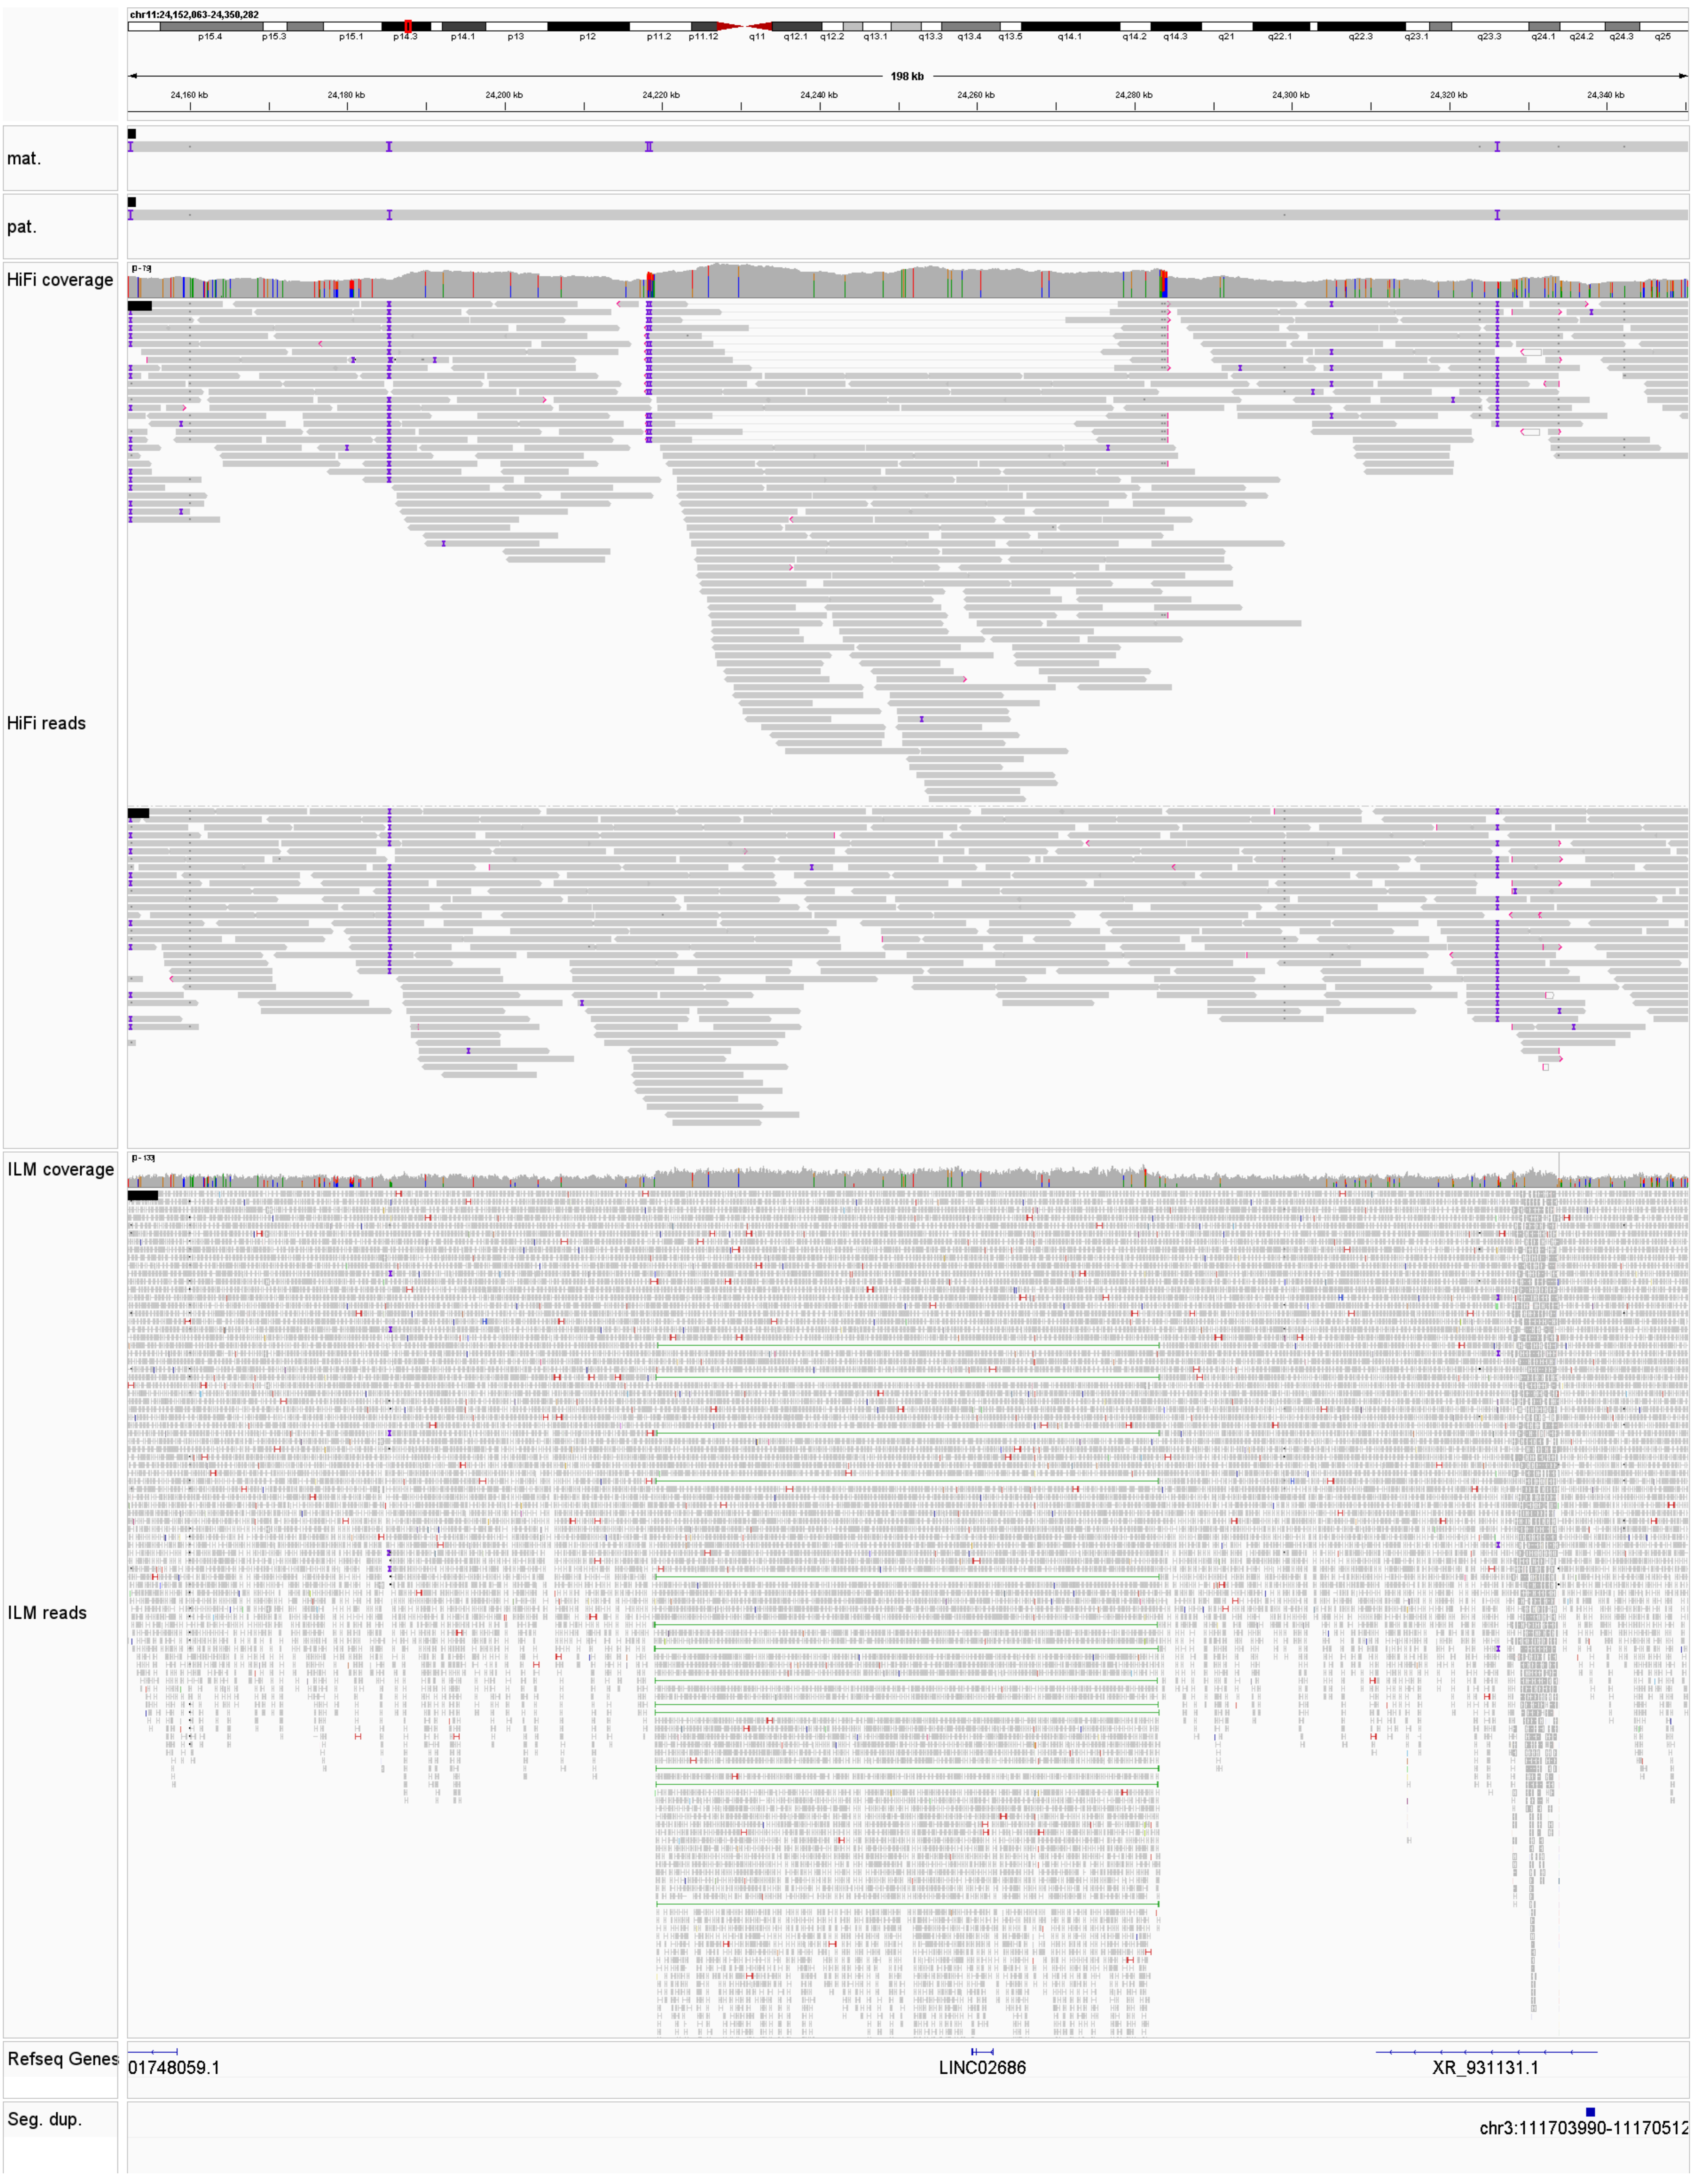 chr11:24,152,063-24,350,282
p15.4 p15.3 p15.1 p14.3 p14.1 p13 p12 p11.2 p11.12 q11 q12.1 q12.2 q13.1 q13.3 q13.4 q13.5 q14.1 q14.2 q14.3 q21 q22.1 q22.3 q23.1 q23.3 q24.1 q24.2 q24.3 q25
198 kb
24,160 kb 24,180 kb 24,200 kb 24,220 kb 24,240 kb 24,260 kb 24,280 kb 24,300 kb 24,320 kb 24,340 kb
mat.
pat.
[0 - 79]
HiFi coverage
HiFi reads
[0 - 133]
ILM coverage
ILM reads
Refseq Genes
01748059.1 LINC02686 XR_931131.1
Seg. dup.
chr3:111703990-11170512